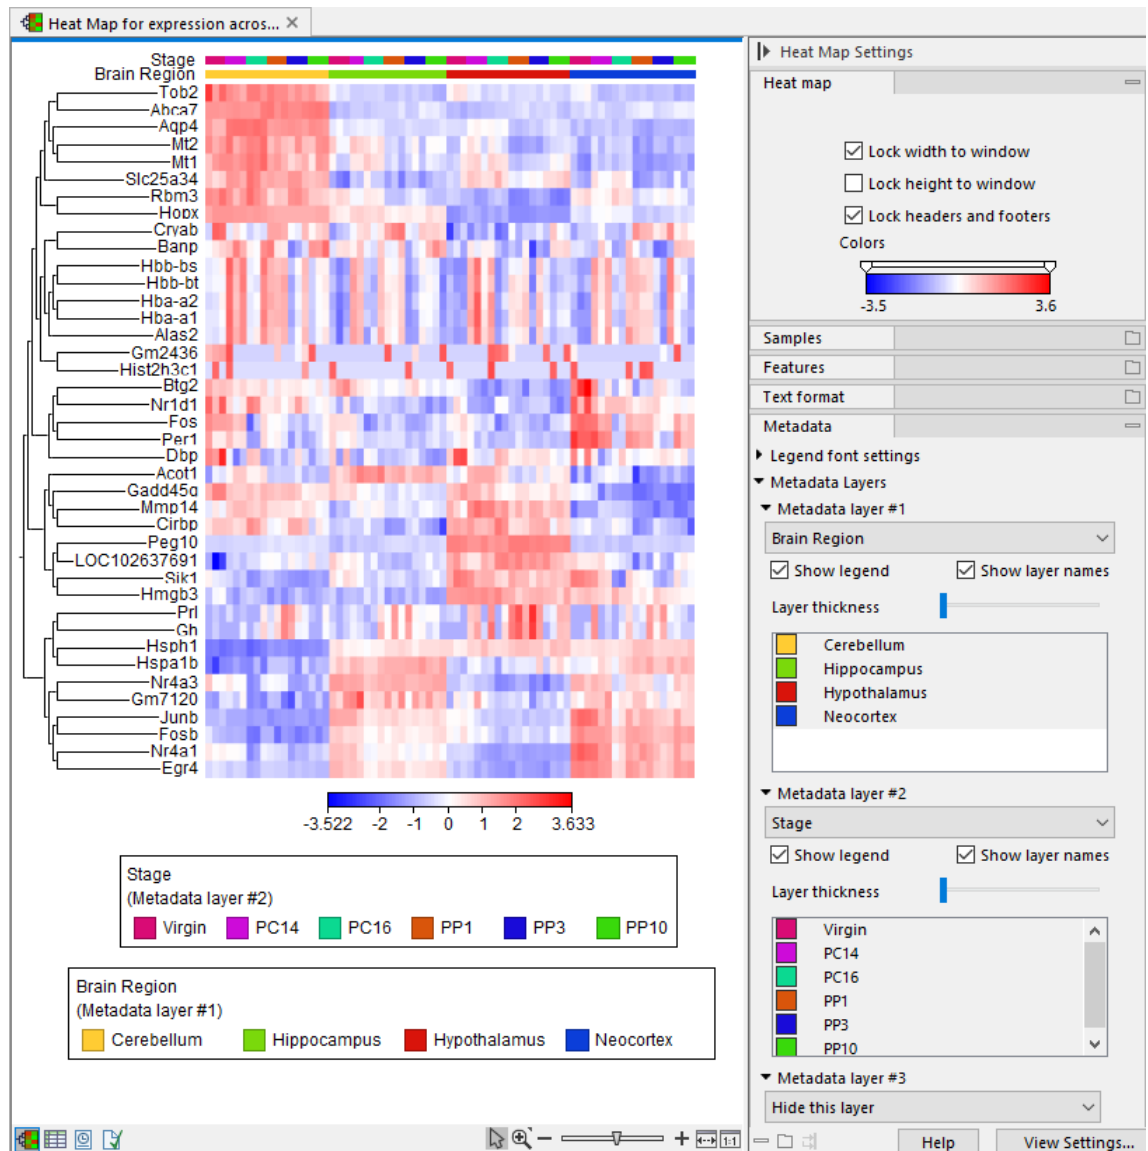 Heat Map for expression acros...
Stage
Brain Region
Tob2
Abca7
Aqp4
Mt2
Mt1
Slc25a34
Rbm3
Hopx
Cryab
Banp
Hbb-bs
Hbb-bt
Hba-a2
Hba-a1
Alas2
Gm2436
Hist2h3c1
Btg2
Nr1d1
Fos
Per1
Dbp
Acot1
Gadd45g
Mmp14
Cirbp
Peg10
LOC102637691
Sik1
Hmgb3
Prl
Gh
Hsph1
Hspa1b
Nr4a3
Gm7120
Junb
Fosb
Nr4a1
Egr4
-3.522 -2 -1 0 1 2 3.633
Stage
(Metadata layer #2)
Virgin PC14 PC16 PP1 PP3 PP10
Brain Region
(Metadata layer #1)
Cerebellum Hippocampus Hypothalamus Neocortex
Heat Map Settings
Heat map
Lock width to window
Lock height to window
Lock headers and footers
Colors
-3.5 3.6
Samples
Features
Text format
Metadata
Legend font settings
Metadata Layers
Metadata layer #1
Brain Region
Show legend Show layer names
Layer thickness
Cerebellum
Hippocampus
Hypothalamus
Neocortex
Metadata layer #2
Stage
Show legend Show layer names
Layer thickness
Virgin
PC14
PC16
PP1
PP3
PP10
Metadata layer #3
Hide this layer
1:1
Help View Settings...